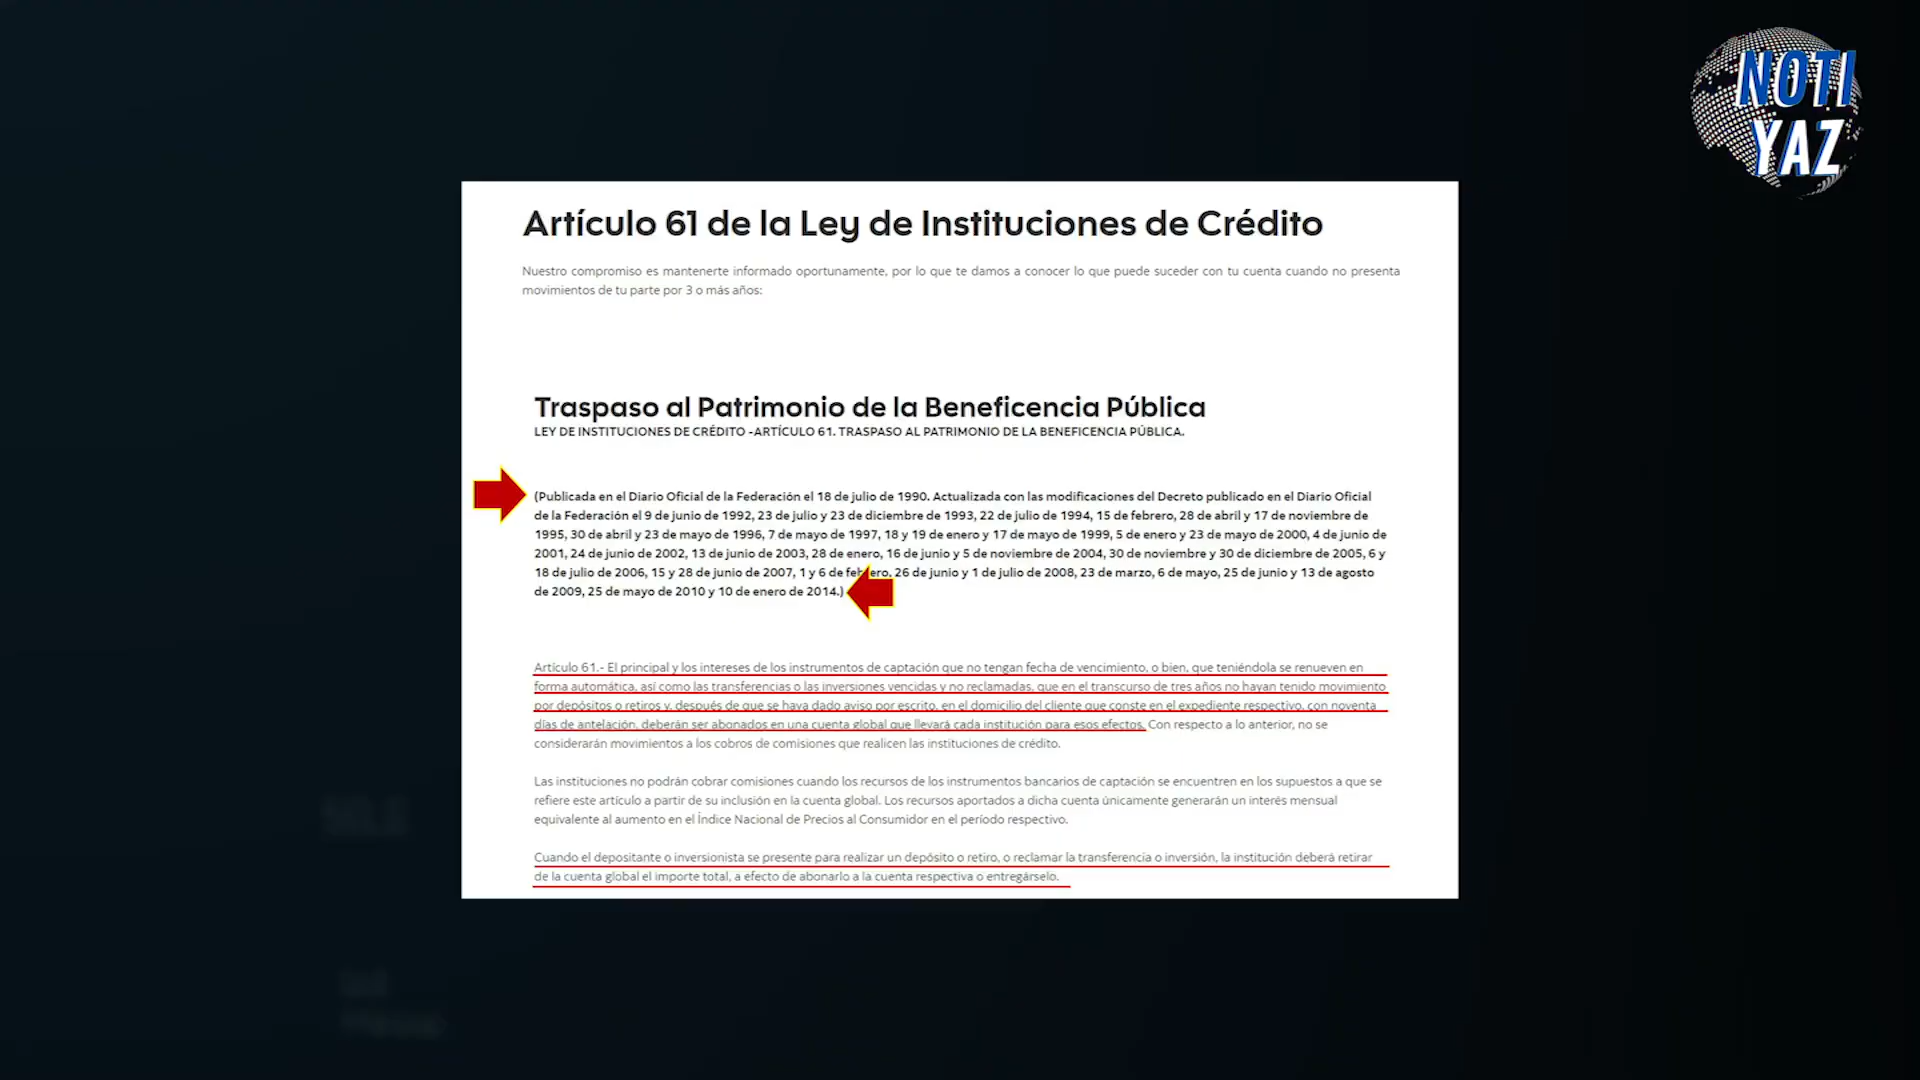 NOTI
YAZ
Artículo 61 de la Ley de Instituciones de Crédito
Nuestro compromiso es mantenerte informado oportunamente, por lo que te damos a conocer lo que puede suceder con tu cuenta cuando no presenta
movimientos de tu parte por 3 o más años:
Traspaso al Patrimonio de la Beneficencia Pública
LEY DE INSTITUCIONES DE CRÉDITO -ARTÍCULO 61. TRASPASO AL PATRIMONIO DE LA BENEFICENCIA PÚBLICA.
(Publicada en el Diario Oficial de la Federación el 18 de julio de 1990. Actualizada con las modificaciones del Decreto publicado en el Diario Oficial
de la Federación el 9 de junio de 1992, 23 de julio y 23 de diciembre de 1993, 22 de julio de 1994, 15 de febrero, 28 de abril y 17 de noviembre de
1995, 30 de abril y 23 de mayo de 1996, 7 de mayo de 1997, 18 y 19 de enero y 17 de mayo de 1999, 5 de enero y 23 de mayo de 2000, 4 de junio de
2001, 24 de junio de 2002, 13 de junio de 2003, 28 de enero, 16 de junio y 5 de noviembre de 2004, 30 de noviembre y 30 de diciembre de 2005, 6 y
18 de julio de 2006, 15 y 28 de junio de 2007, 1 y 6 de febrero, 26 de junio y 1 de julio de 2008, 23 de marzo, 6 de mayo, 25 de junio y 13 de agosto
de 2009, 25 de mayo de 2010 y 10 de enero de 2014.)
Artículo 61.- El principal y los intereses de los instrumentos de captación que no tengan fecha de vencimiento, o bien, que teniéndola se renueven en
forma automática, así como las transferencias o las inversiones vencidas y no reclamadas, que en el transcurso de tres años no hayan tenido movimiento
por depósitos o retiros y, después de que se haya dado aviso por escrito, en el domicilio del cliente que conste en el expediente respectivo, con noventa
días de antelación, deberán ser abonados en una cuenta global que llevará cada institución para esos efectos. Con respecto a lo anterior, no se
considerarán movimientos a los cobros de comisiones que realicen las instituciones de crédito.
Las instituciones no podrán cobrar comisiones cuando los recursos de los instrumentos bancarios de captación se encuentren en los supuestos a que se
refiere este artículo a partir de su inclusión en la cuenta global. Los recursos aportados a dicha cuenta únicamente generarán un interés mensual
equivalente al aumento en el Índice Nacional de Precios al Consumidor en el período respectivo.
Cuando el depositante o inversionista se presente para realizar un depósito o retiro, o reclamar la transferencia o inversión, la institución deberá retirar
de la cuenta global el importe total, a efecto de abonarlo a la cuenta respectiva o entregárselo.